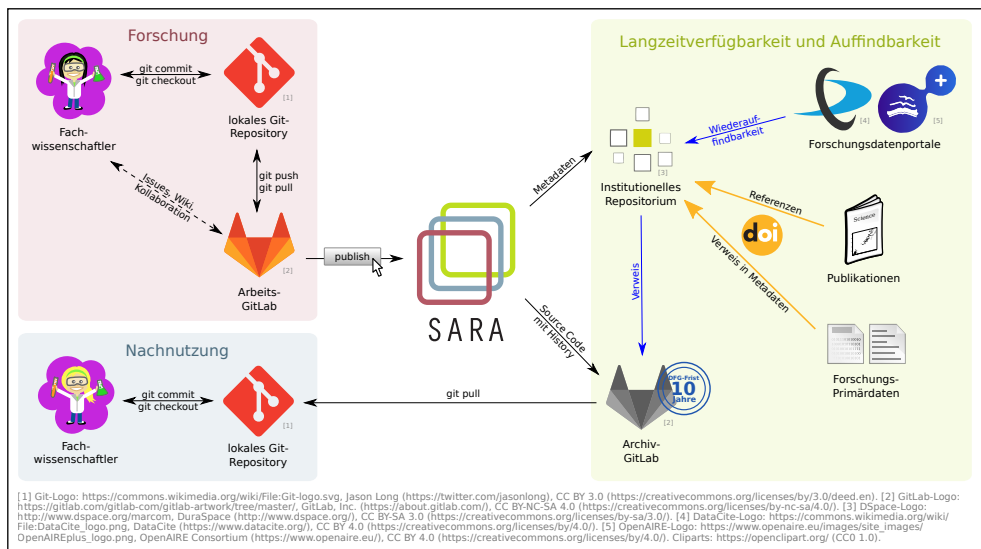 Forschung
git commit
git checkout
[1]
Fach-
wissenschaftler
lokales Git-
Repository
git push
git pull
Issues, Wiki,
Kollaboration
[2]
Arbeits-
GitLab
publish
SARA
Metadaten
Source Code
mit History
Nachnutzung
git commit
git checkout
[1]
Fach-
wissenschaftler
lokales Git-
Repository
git pull
Langzeitverfügbarkeit und Auffindbarkeit
[3]
Institutionelles
Repositorium
Wiederauf-
findbarkeit
[4]
[5]
Forschungsdatenportale
Referenzen
doi
Verweis in Metadaten
Science
Publikationen
Forschungs-
Primärdaten
Verweis
DFG-Frist
10
Jahre
[2]
Archiv-
GitLab
[1] Git-Logo: https://commons.wikimedia.org/wiki/File:Git-logo.svg, Jason Long (https://twitter.com/jasonlong), CC BY 3.0 (https://creativecommons.org/licenses/by/3.0/deed.en). [2] GitLab-Logo:
https://gitlab.com/gitlab-com/gitlab-artwork/tree/master/, GitLab, Inc. (https://about.gitlab.com/), CC BY-NC-SA 4.0 (https://creativecommons.org/licenses/by-nc-sa/4.0/). [3] DSpace-Logo:
http://www.dspace.org/marcom, DuraSpace (http://www.dspace.org/), CC BY-SA 3.0 (https://creativecommons.org/licenses/by-sa/3.0/). [4] DataCite-Logo: https://commons.wikimedia.org/wiki/
File:DataCite_logo.png, DataCite (https://www.datacite.org/), CC BY 4.0 (https://creativecommons.org/licenses/by/4.0/). [5] OpenAIRE-Logo: https://www.openaire.eu/images/site_images/
OpenAIREplus_logo.png, OpenAIRE Consortium (https://www.openaire.eu/), CC BY 4.0 (https://creativecommons.org/licenses/by/4.0/). Cliparts: https://openclipart.org/ (CC0 1.0).